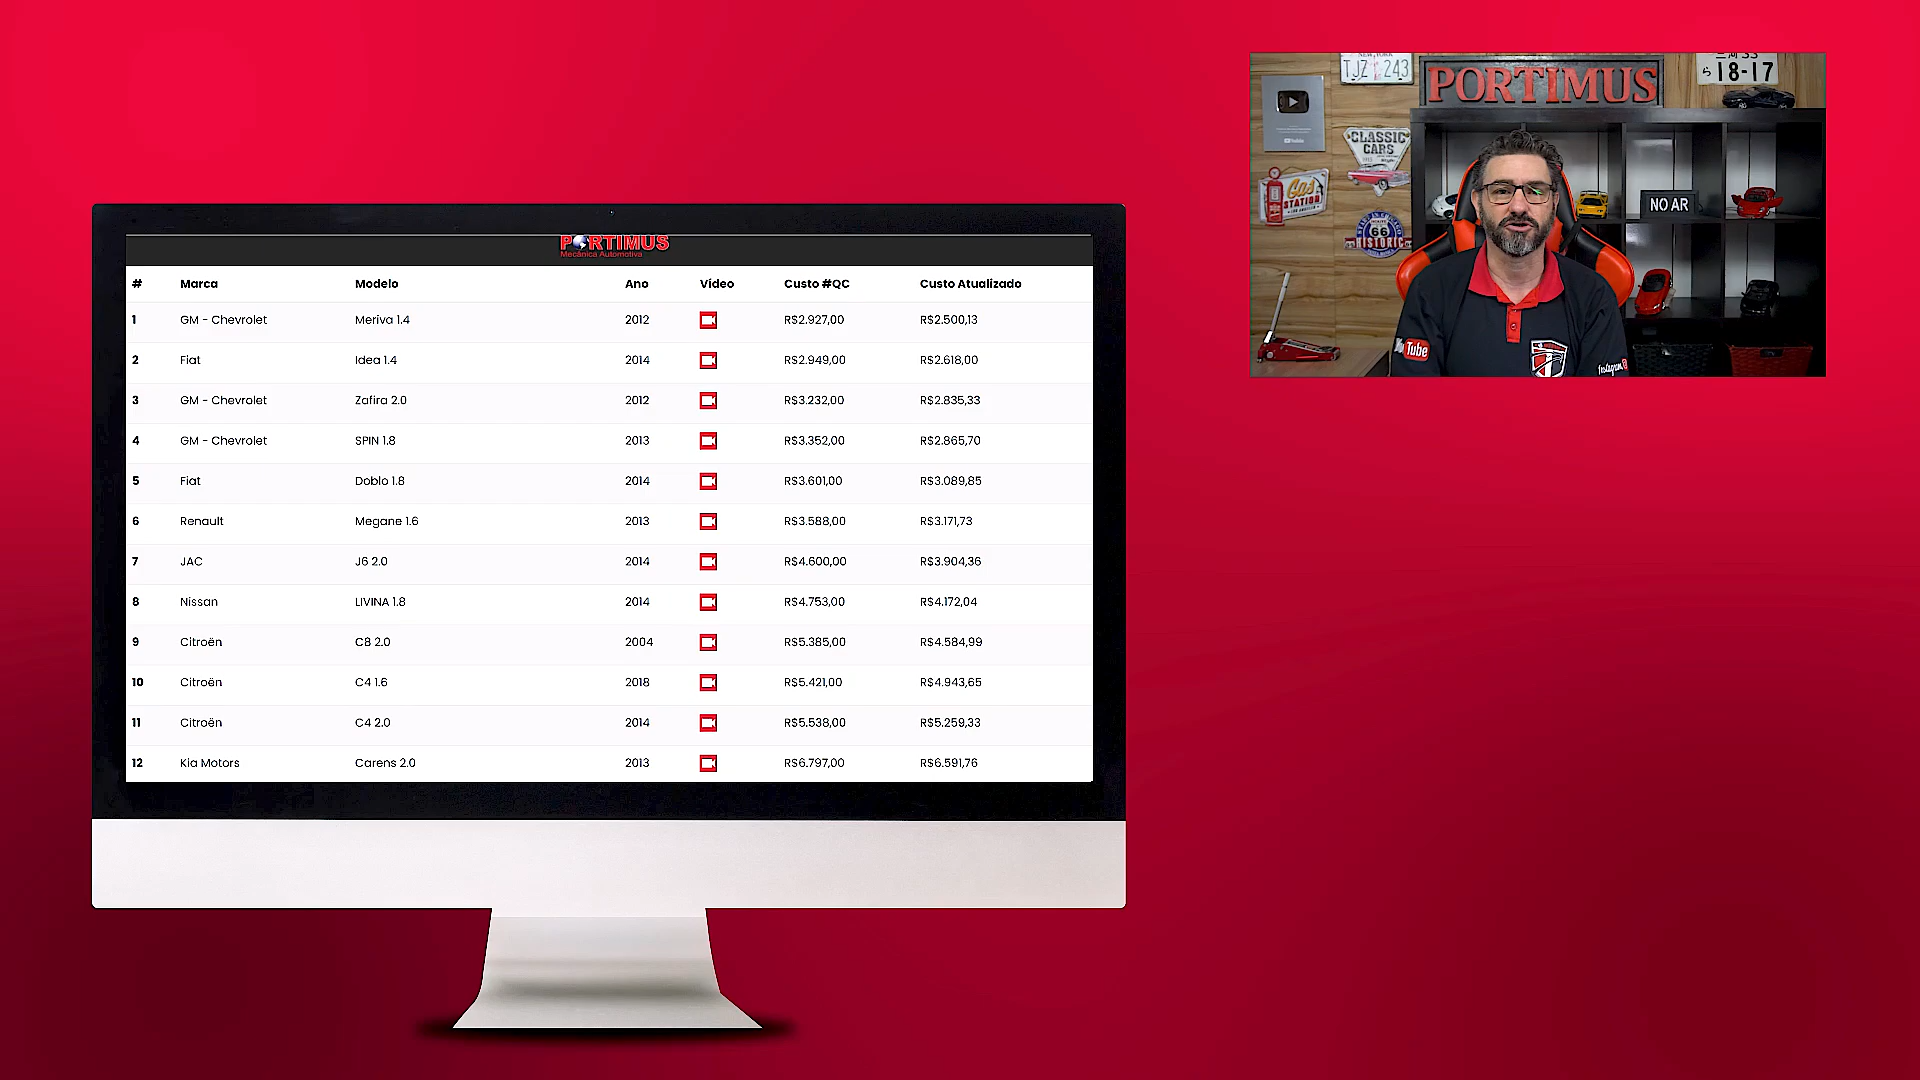 NEW YORK
TJZ 243
PORTIMUS
18-17
CLASSIC
CARS
Gas
STATION
66
HISTORIC
NO AR
Tube
Instagram
YouTube
PORTIMUS
Mecânica Automotiva
# Marca Modelo Ano Vídeo Custo #QC Custo Atualizado
1 GM - Chevrolet Meriva 1.4 2012 R$2.927,00 R$2.500,13
2 Fiat Idea 1.4 2014 R$2.949,00 R$2.618,00
3 GM - Chevrolet Zafira 2.0 2012 R$3.232,00 R$2.835,33
4 GM - Chevrolet SPIN 1.8 2013 R$3.352,00 R$2.865,70
5 Fiat Doblo 1.8 2014 R$3.601,00 R$3.089,85
6 Renault Megane 1.6 2013 R$3.588,00 R$3.171,73
7 JAC J6 2.0 2014 R$4.600,00 R$3.904,36
8 Nissan LIVINA 1.8 2014 R$4.753,00 R$4.172,04
9 Citroën C8 2.0 2004 R$5.385,00 R$4.584,99
10 Citroën C4 1.6 2018 R$5.421,00 R$4.943,65
11 Citroën C4 2.0 2014 R$5.538,00 R$5.259,33
12 Kia Motors Carens 2.0 2013 R$6.797,00 R$6.591,76